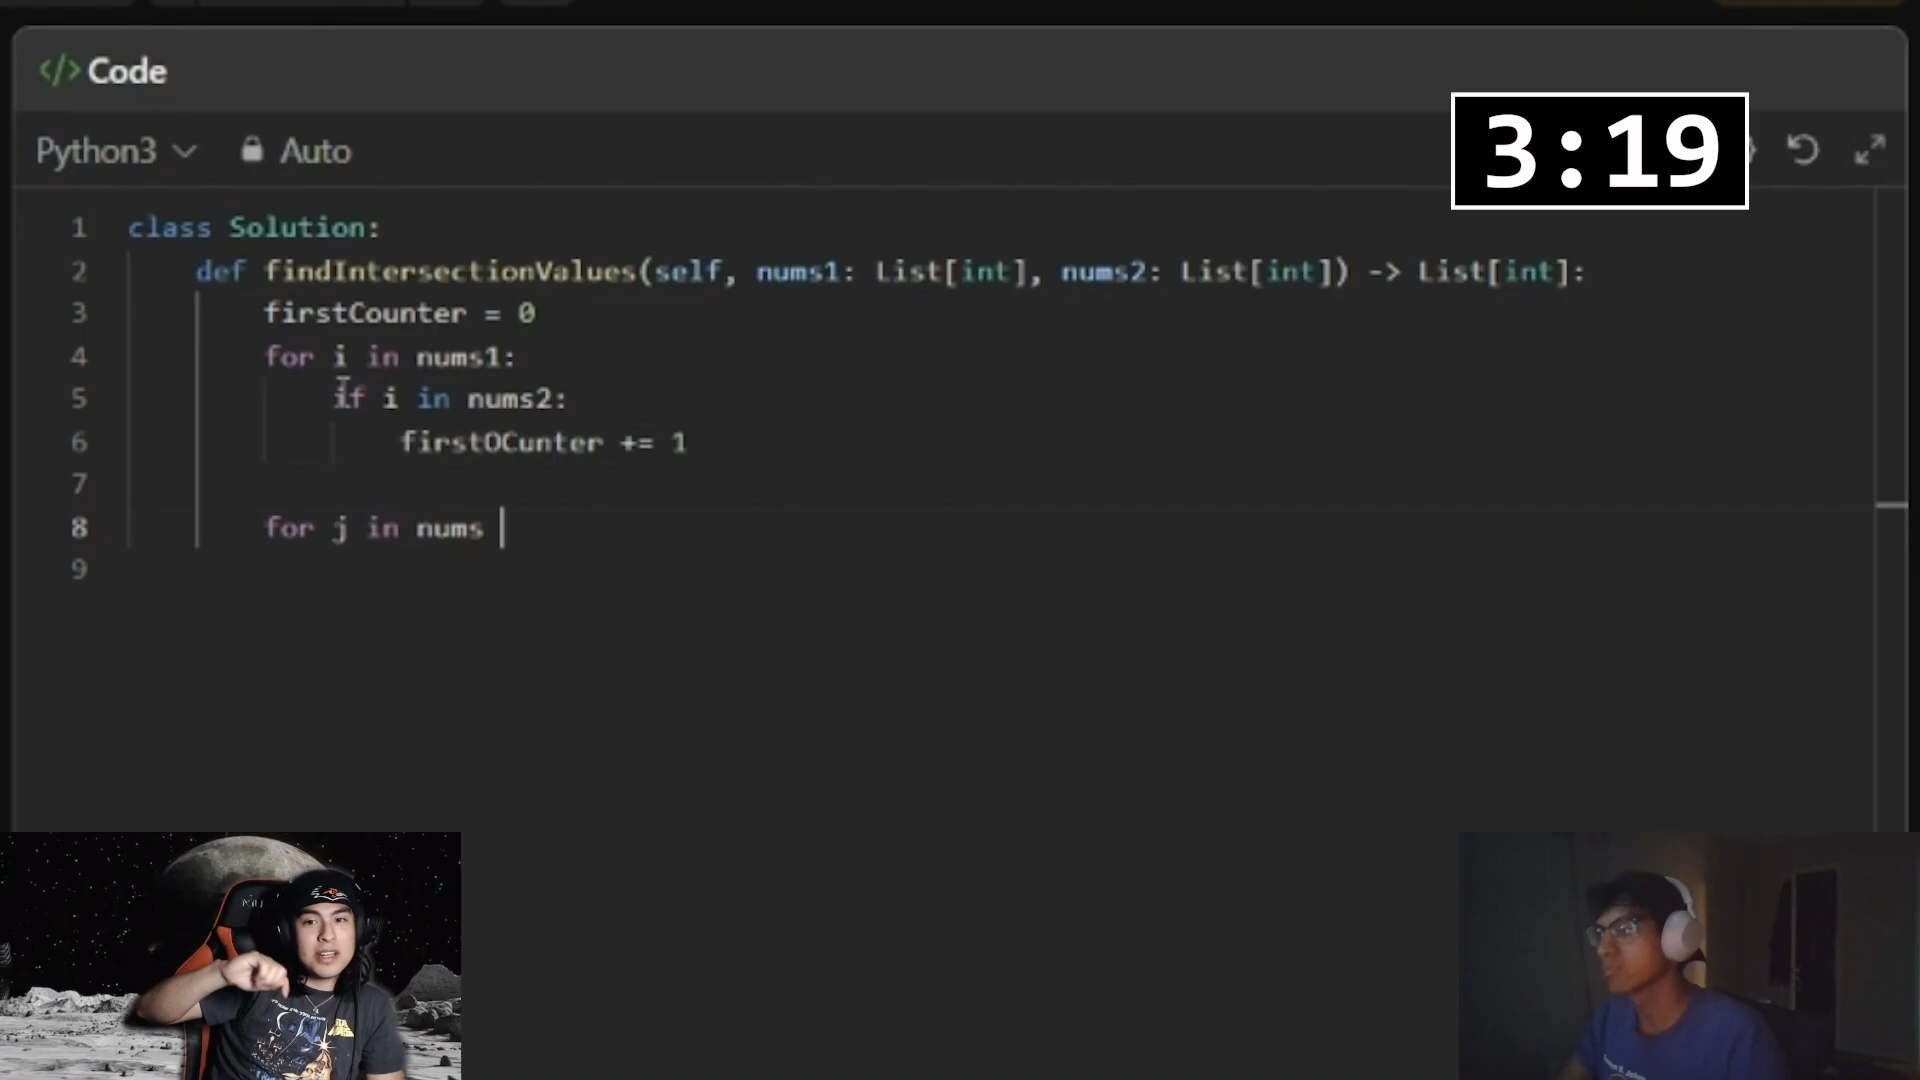 </> Code
Python3 Auto
3:19
1 class Solution:
2 def findIntersectionValues(self, nums1: List[int], nums2: List[int]) -> List[int]:
3 firstCounter = 0
4 for i in nums1:
5 if i in nums2:
6 firstOCunter += 1
7
8 for j in nums
9